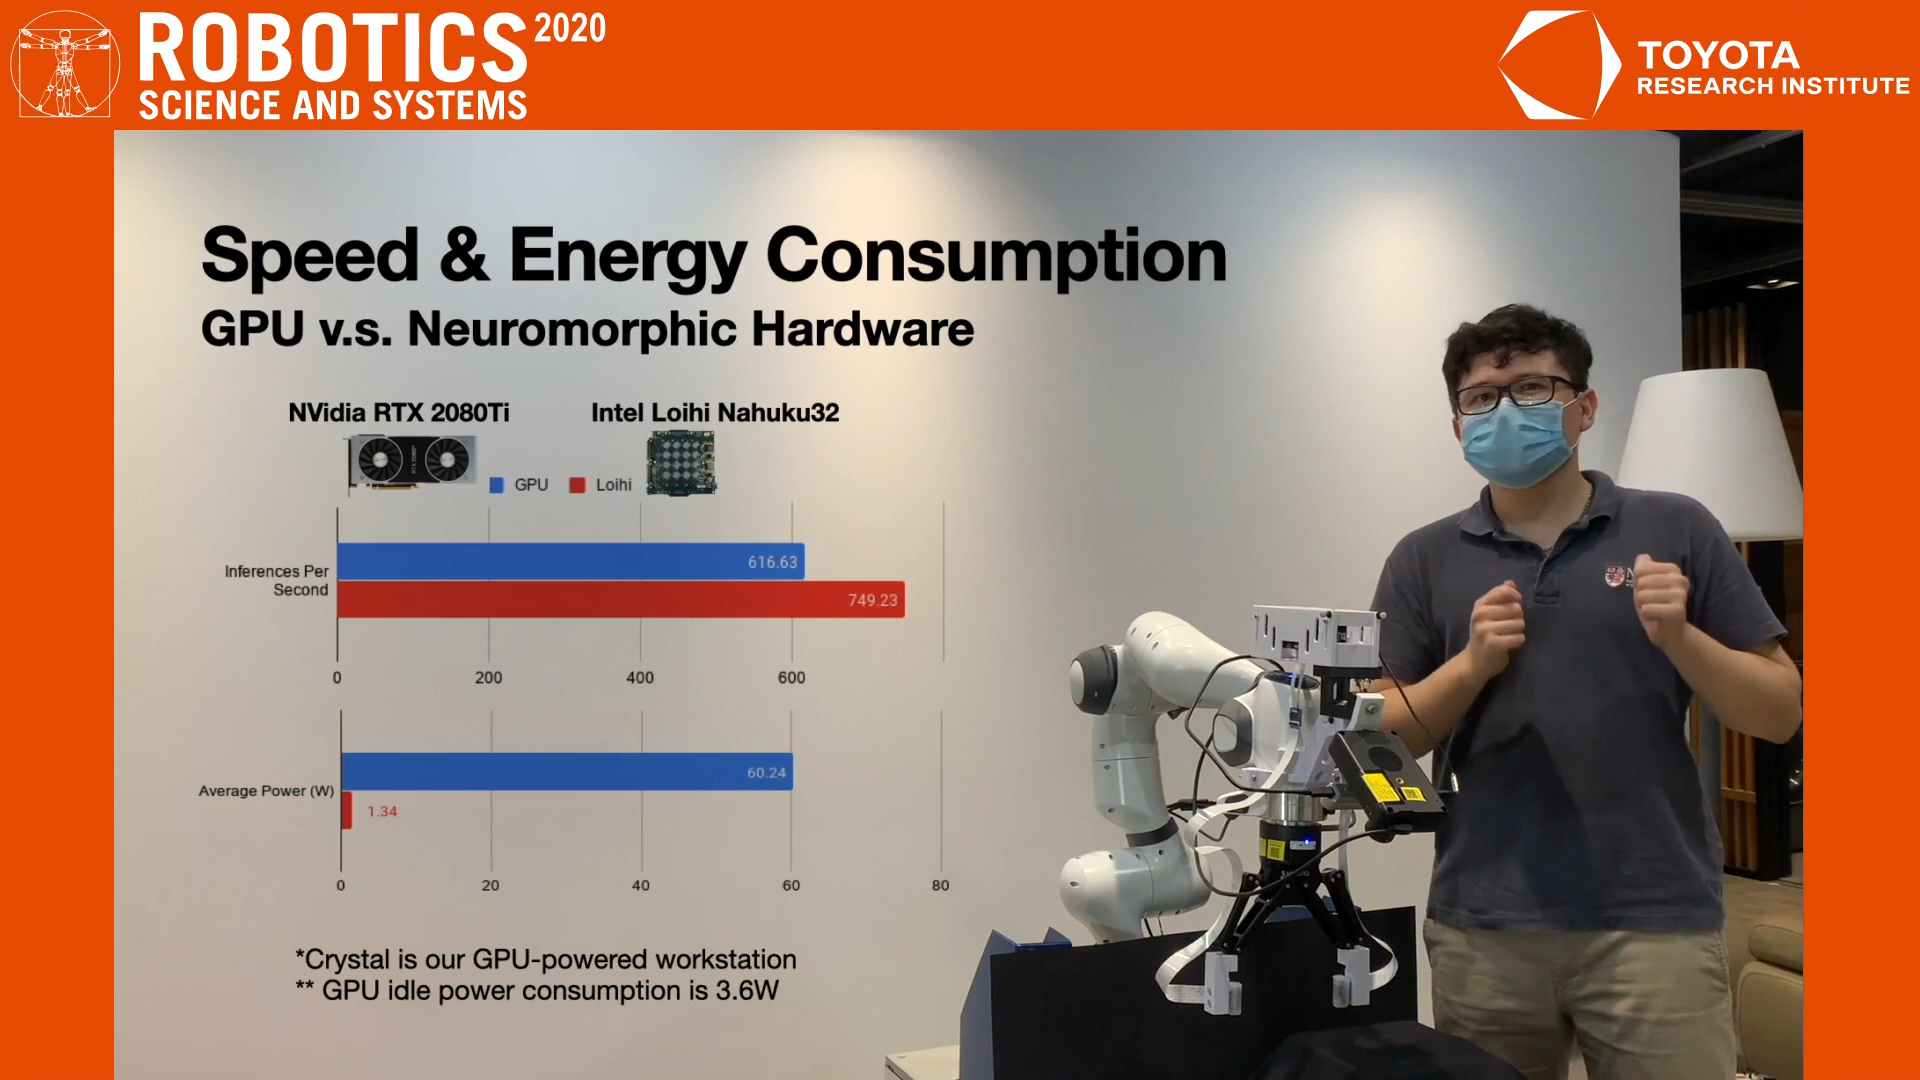 ROBOTICS 2020
SCIENCE AND SYSTEMS
TOYOTA
RESEARCH INSTITUTE
Speed & Energy Consumption
GPU v.s. Neuromorphic Hardware
NVidia RTX 2080Ti
Intel Loihi Nahuku32
GPU
Loihi
Inferences Per
Second
616.63
749.23
0 200 400 600
Average Power (W)
60.24
1.34
0 20 40 60 80
*Crystal is our GPU-powered workstation
** GPU idle power consumption is 3.6W